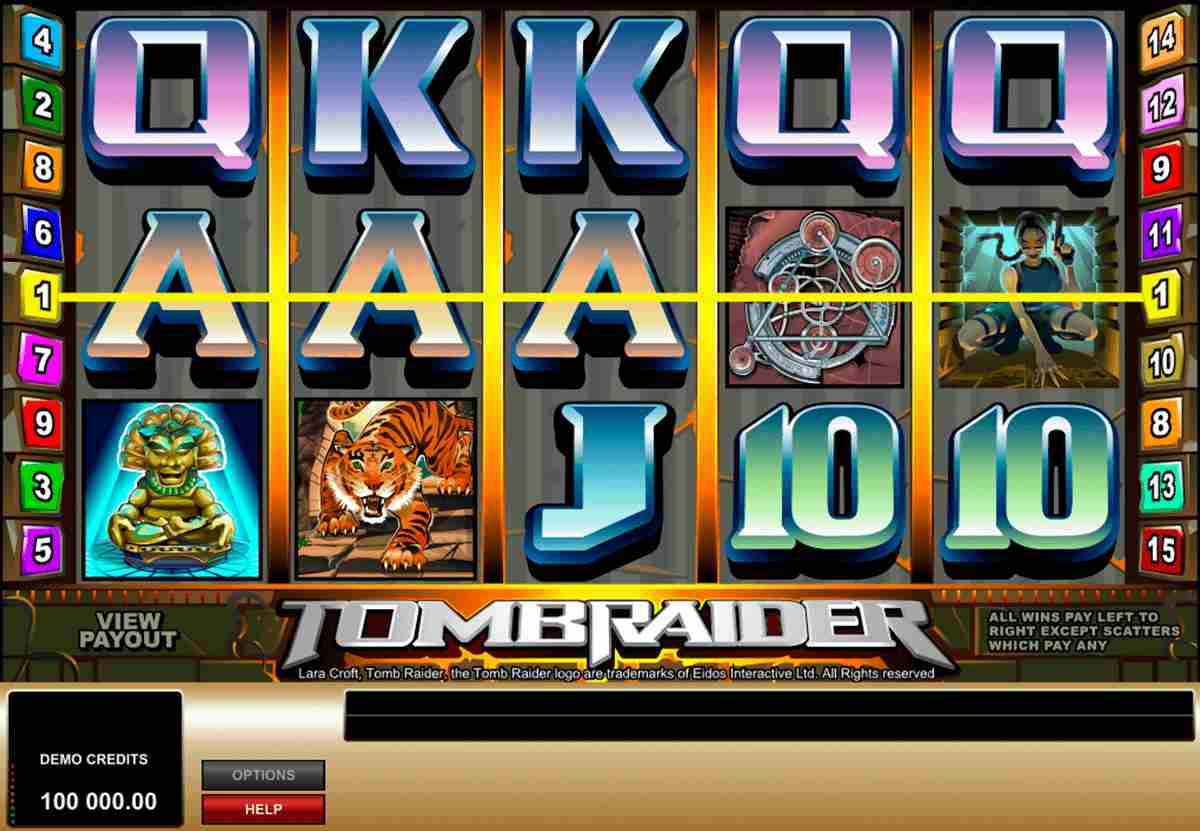 4 Q K K Q Q 14
2 12
8 9
6 A A A 11
1 1
7 10
9 J 10 10 8
3 13
5 15
VIEW
PAYOUT
TOMB RAIDER
ALL WINS PAY LEFT TO
RIGHT EXCEPT SCATTERS
WHICH PAY ANY
Lara Croft, Tomb Raider, the Tomb Raider logo are trademarks of Eidos Interactive Ltd. All Rights reserved
DEMO CREDITS
100 000.00
OPTIONS
HELP